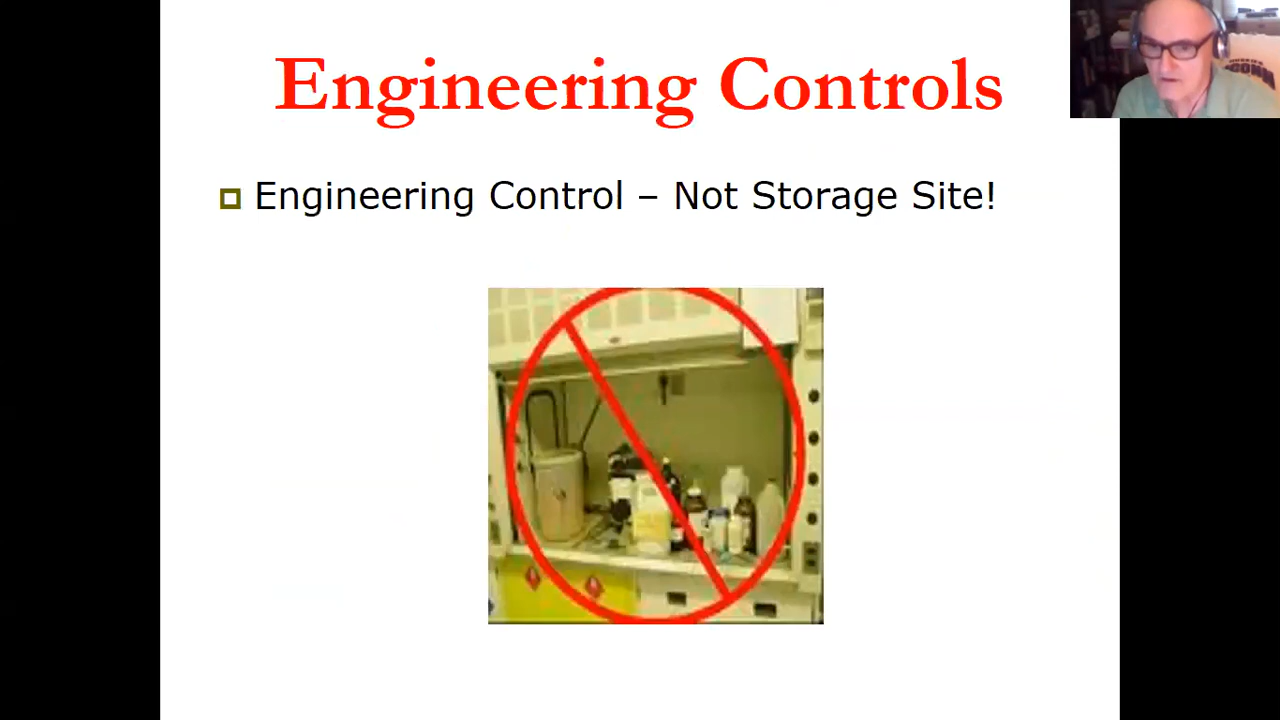 Engineering Controls
Engineering Control – Not Storage Site!